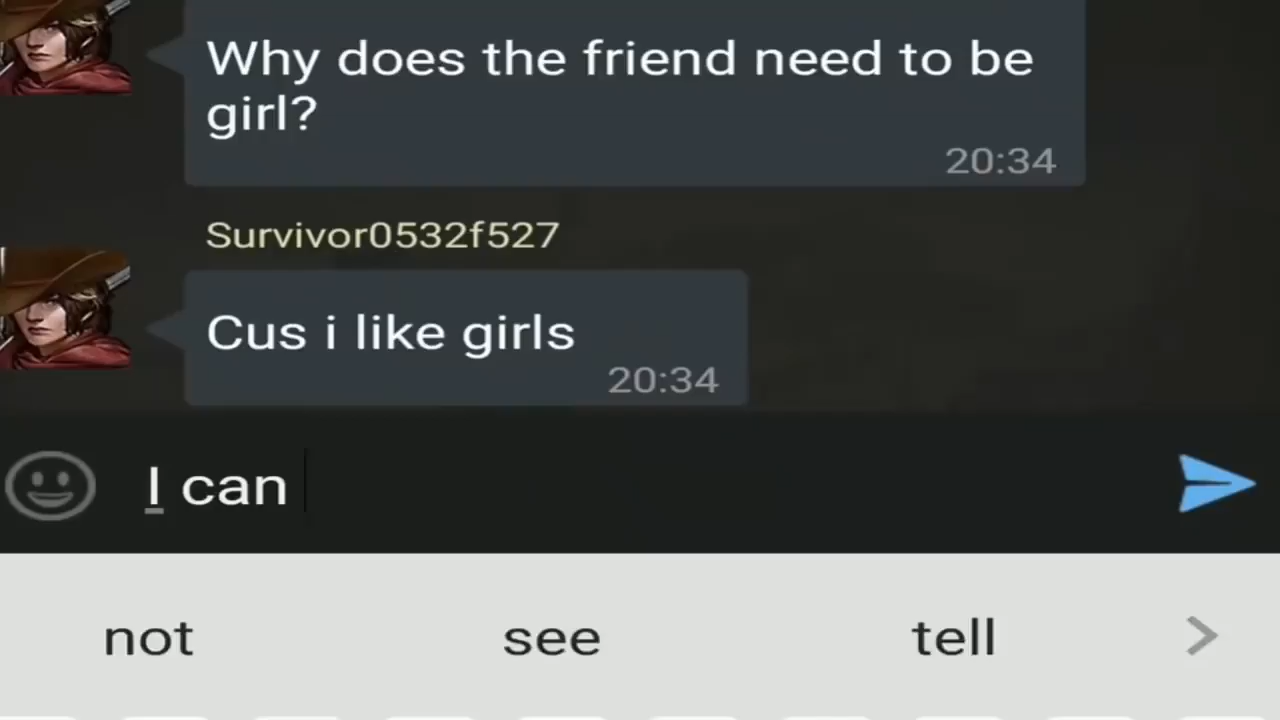 Why does the friend need to be
girl?
20:34
Survivor0532f527
Cus i like girls
20:34
I can
not see tell